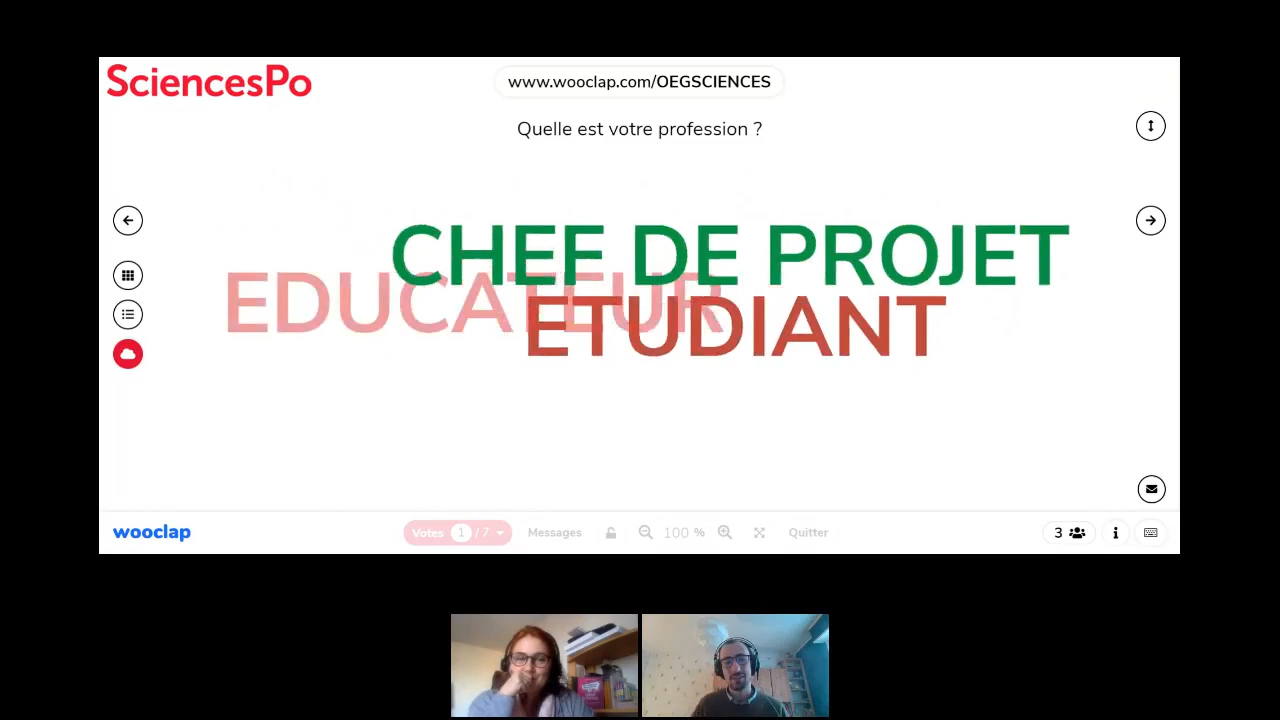 SciencesPo
www.wooclap.com/OEGSCIENCES
Quelle est votre profession ?
CHEF DE PROJET
EDUCATEUR
ETUDIANT
wooclap
Votes 1 / 7
Messages
100 %
Quitter
3